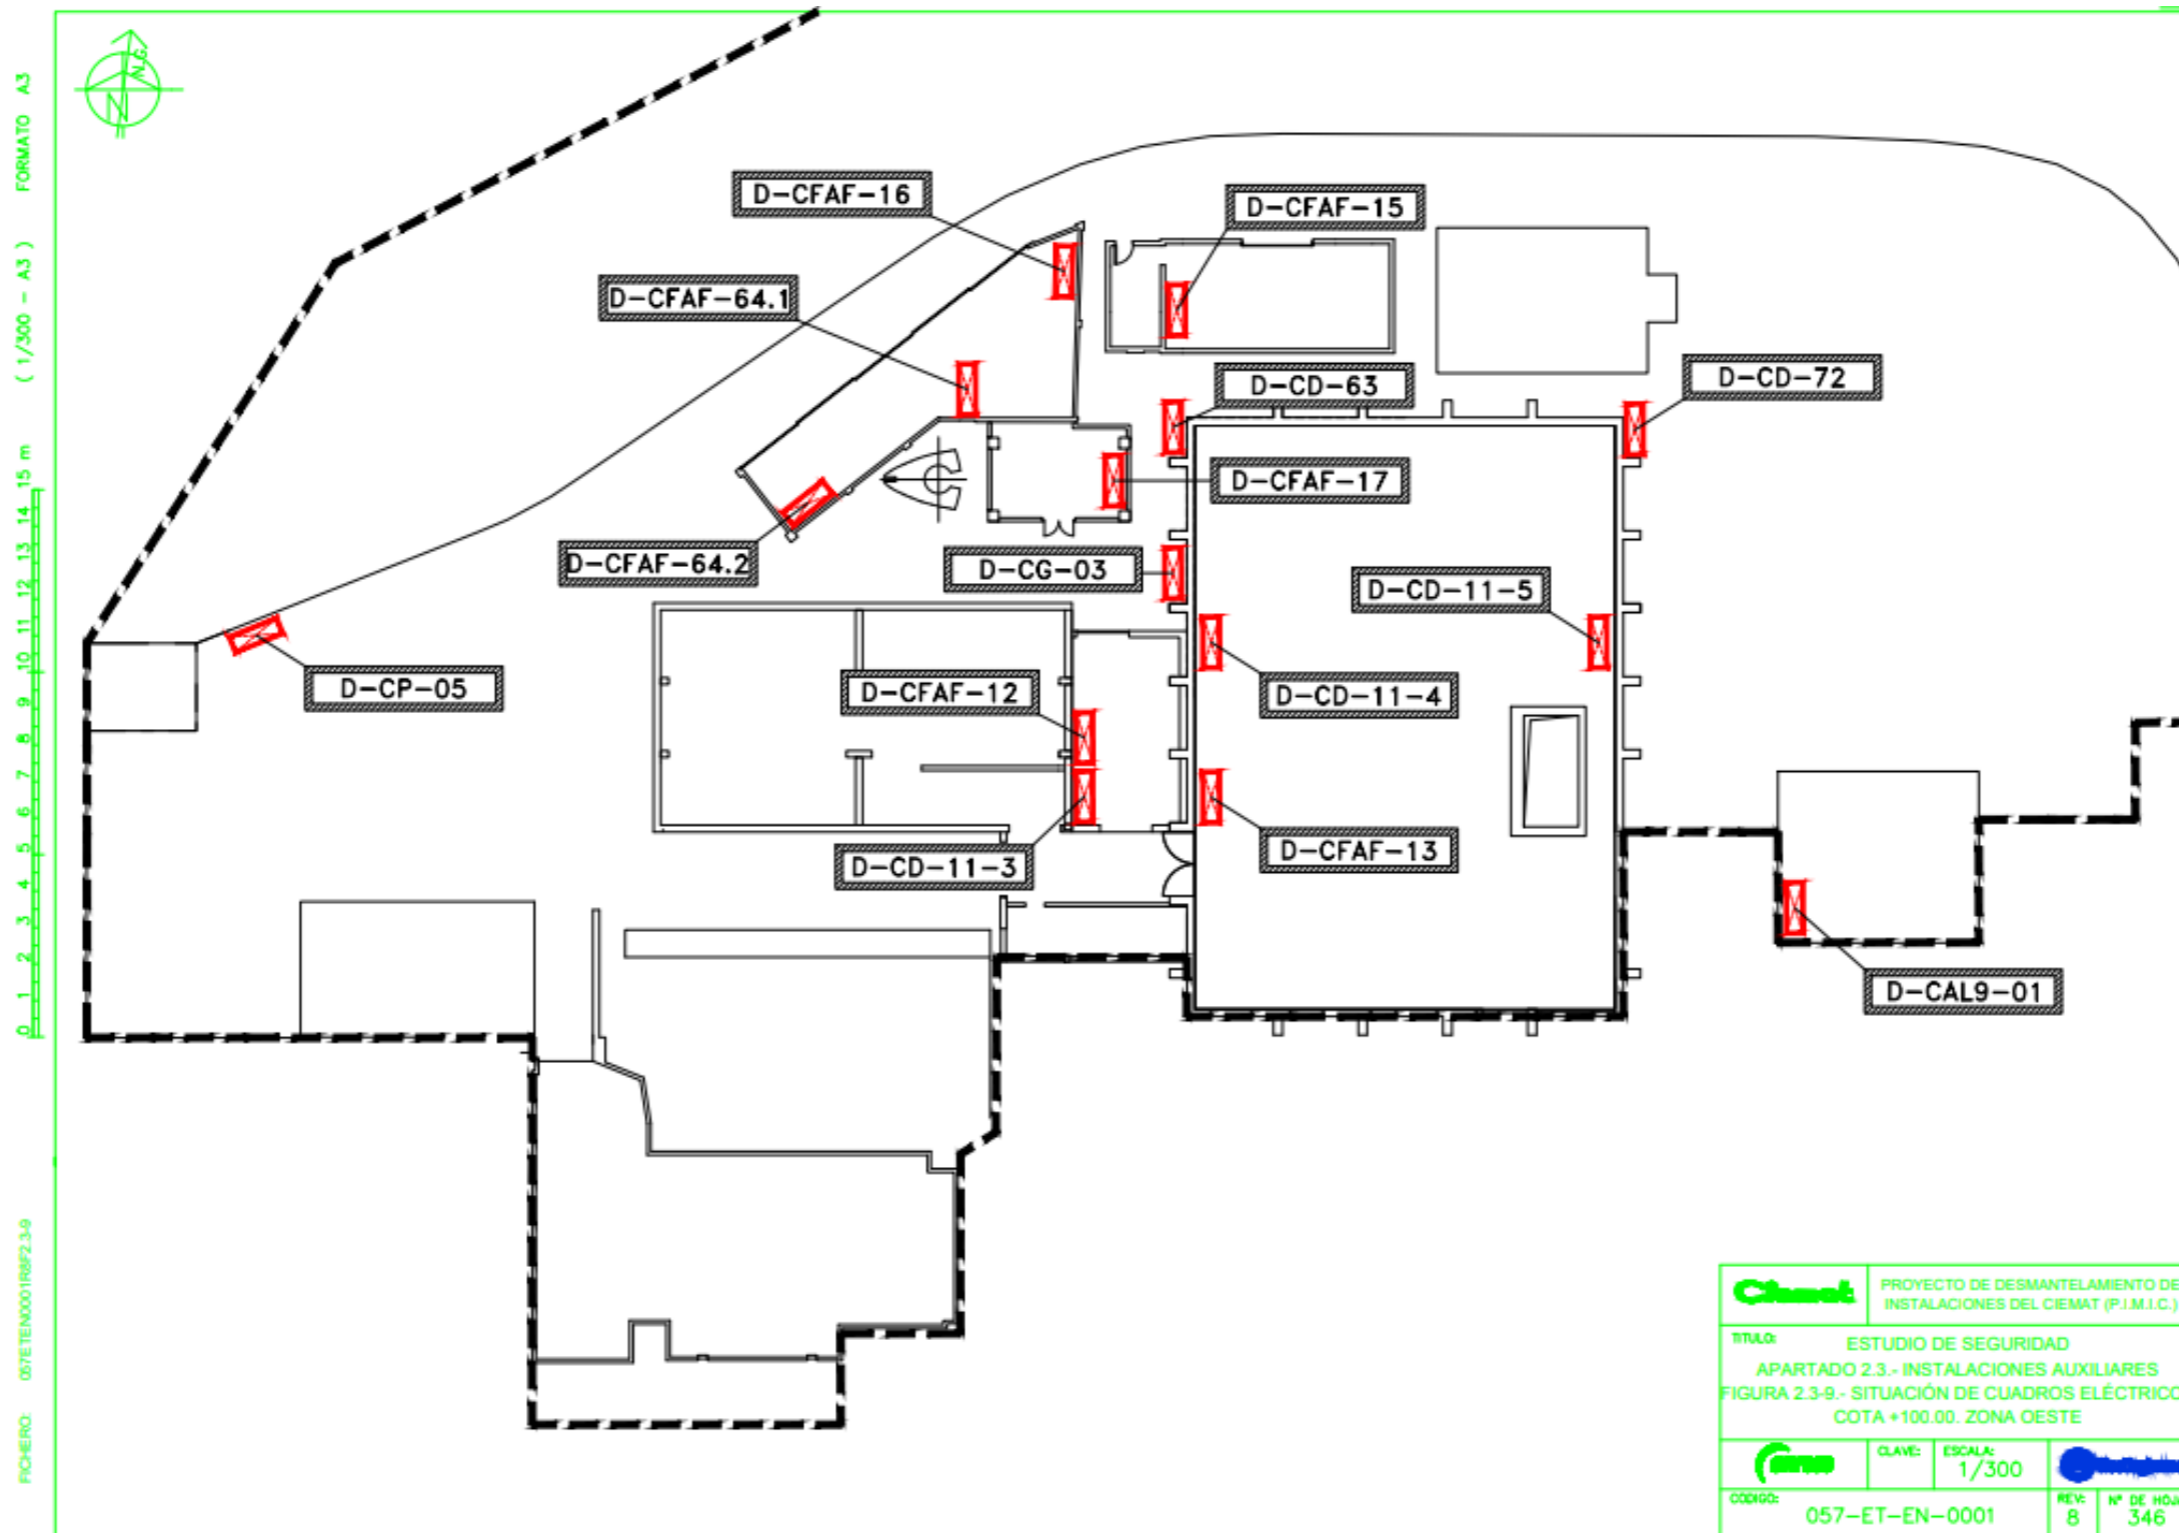 N.G.
N
FORMATO A3
( 1/300 - A3 )
15 m
14
13
12
11
10
9
8
7
6
5
4
3
2
1
0
FICHERO: 057ETEN0001R8F2.3-9
D-CFAF-16
D-CFAF-15
D-CFAF-64.1
D-CD-63
D-CD-72
D-CFAF-17
D-CFAF-64.2
D-CG-03
D-CD-11-5
D-CP-05
D-CFAF-12
D-CD-11-4
D-CD-11-3
D-CFAF-13
D-CAL9-01
Ciemat
PROYECTO DE DESMANTELAMIENTO DE
INSTALACIONES DEL CIEMAT (P.I.M.I.C.)
TITULO:
ESTUDIO DE SEGURIDAD
APARTADO 2.3.- INSTALACIONES AUXILIARES
FIGURA 2.3-9.- SITUACIÓN DE CUADROS ELÉCTRICO
COTA +100.00. ZONA OESTE
CLAVE:
ESCALA:
1/300
CODIGO:
057-ET-EN-0001
REV:
8
Nº DE HOJ
346